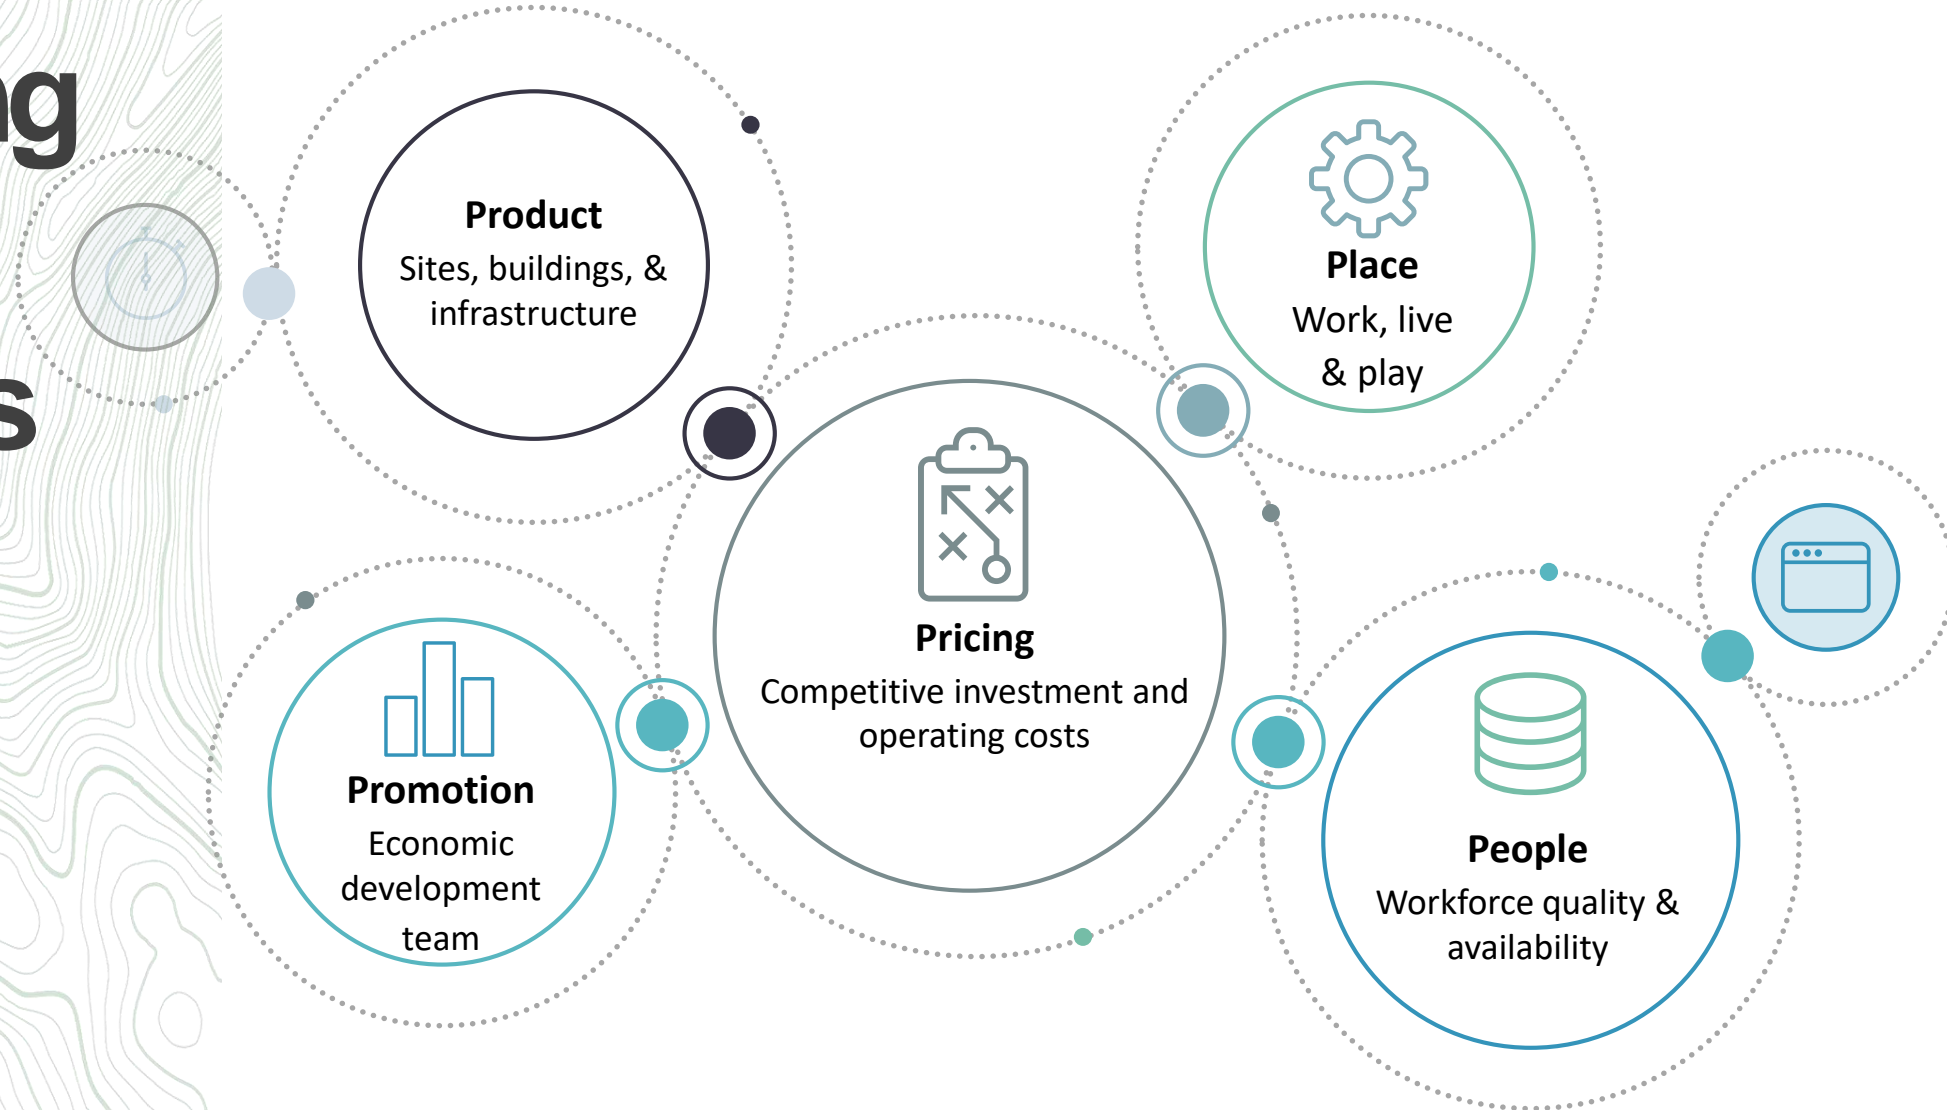 ng
s
Product
Sites, buildings, &
infrastructure
Place
Work, live
& play
Pricing
Competitive investment and
operating costs
Promotion
Economic
development
team
People
Workforce quality &
availability